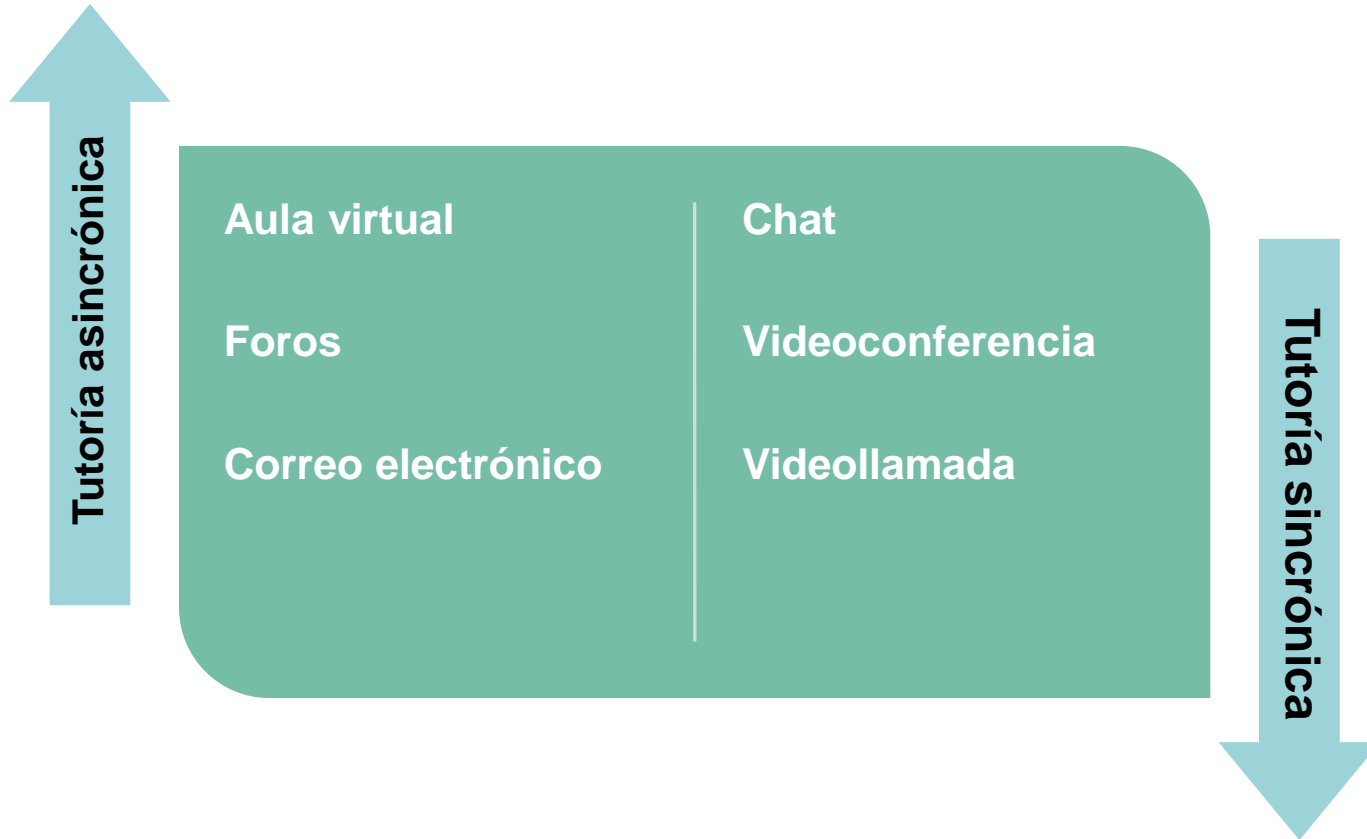 Tutoría asincrónica
Aula virtual
Foros
Correo electrónico
Chat
Videoconferencia
Videollamada
Tutoría sincrónica